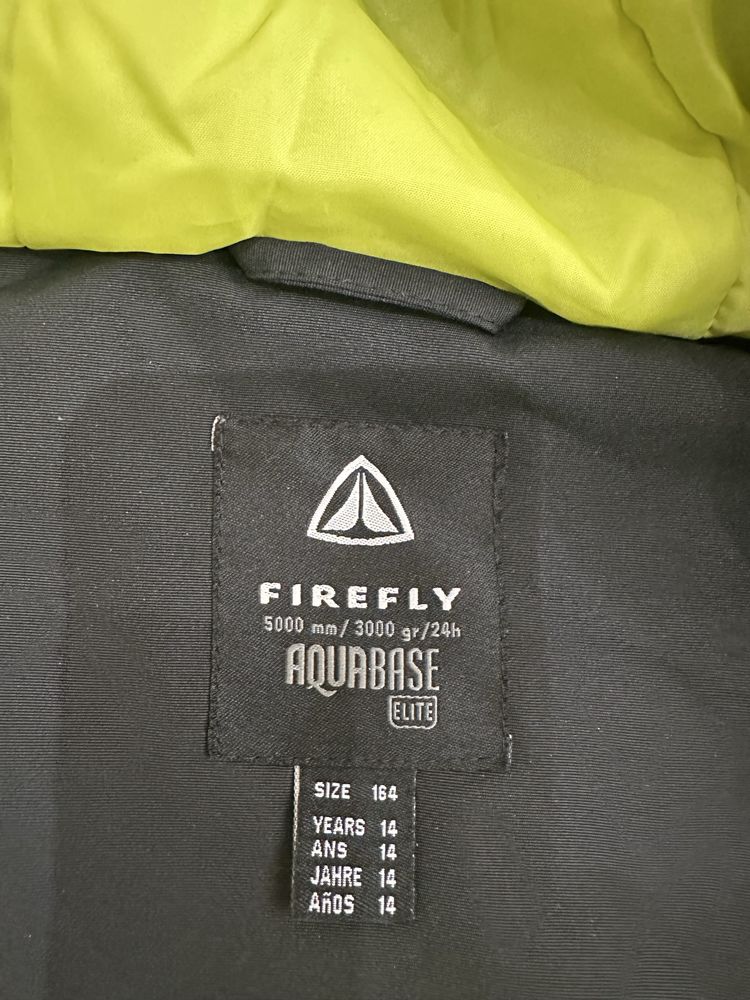 FIREFLY
5000 mm/ 3000 gr/24h
AQUABASE
ELITE
SIZE 164
YEARS 14
ANS 14
JAHRE 14
AñOS 14